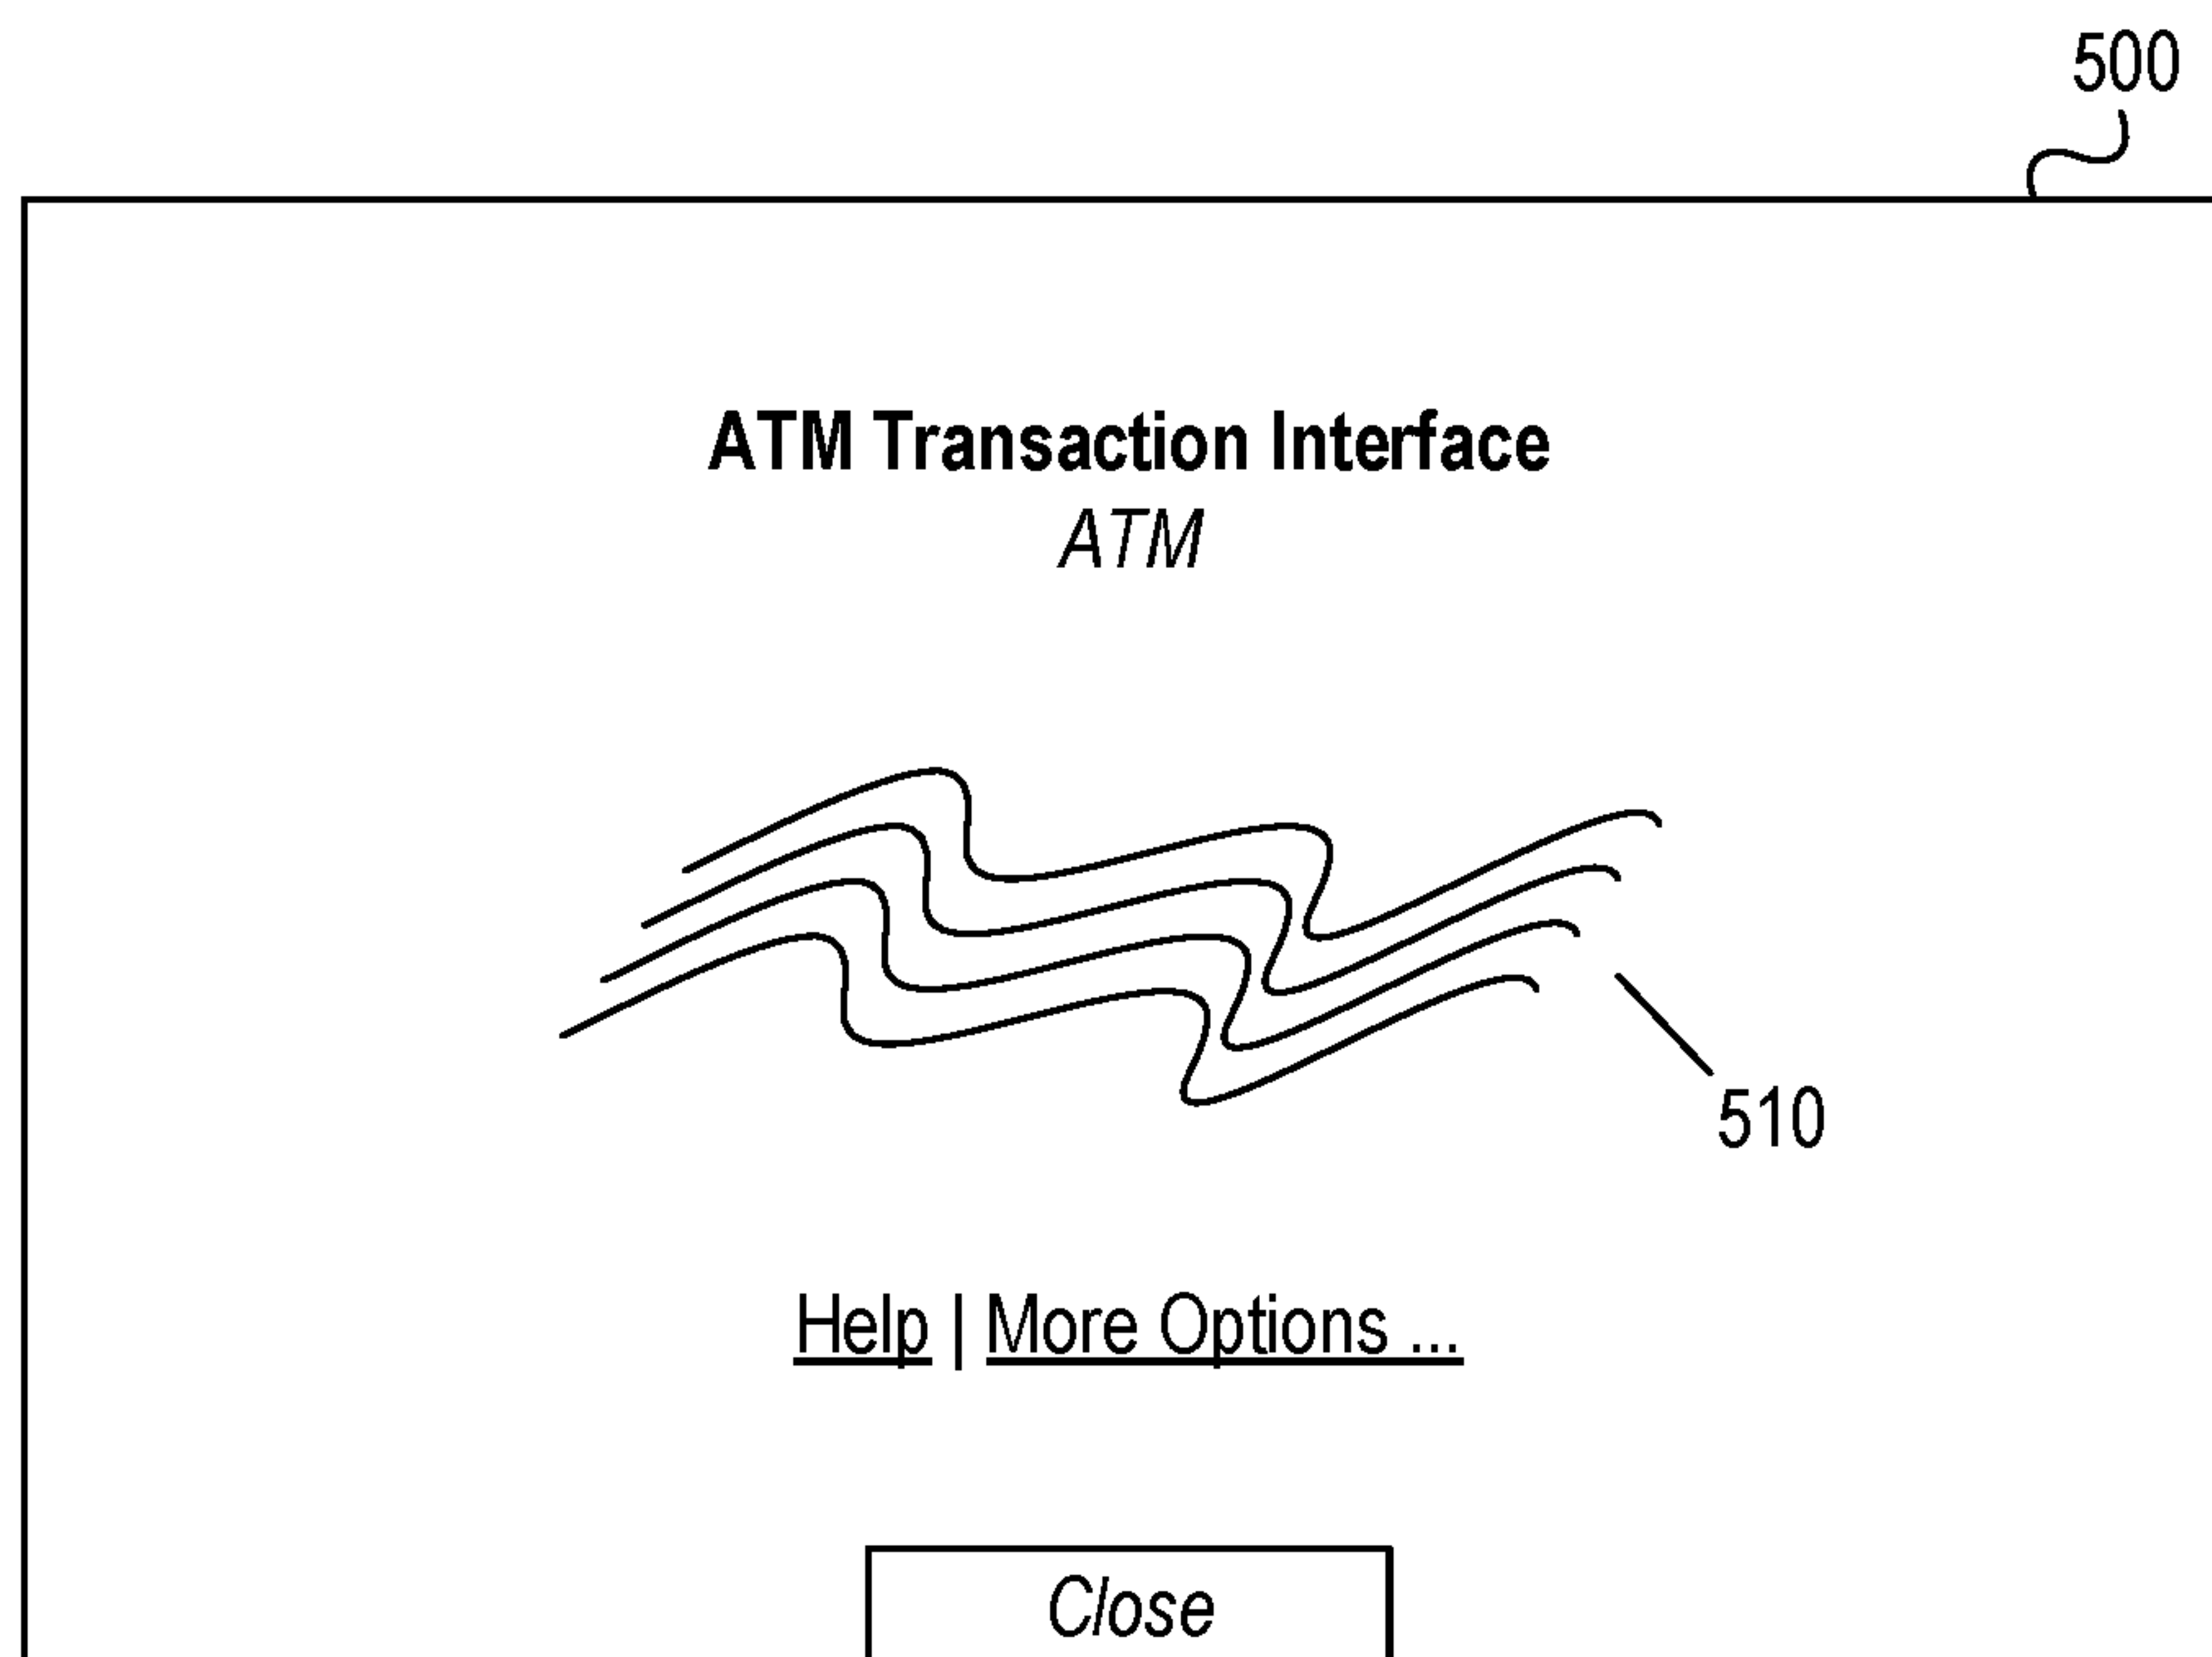 500
ATM Transaction Interface
ATM
510
Help | More Options ...
Close